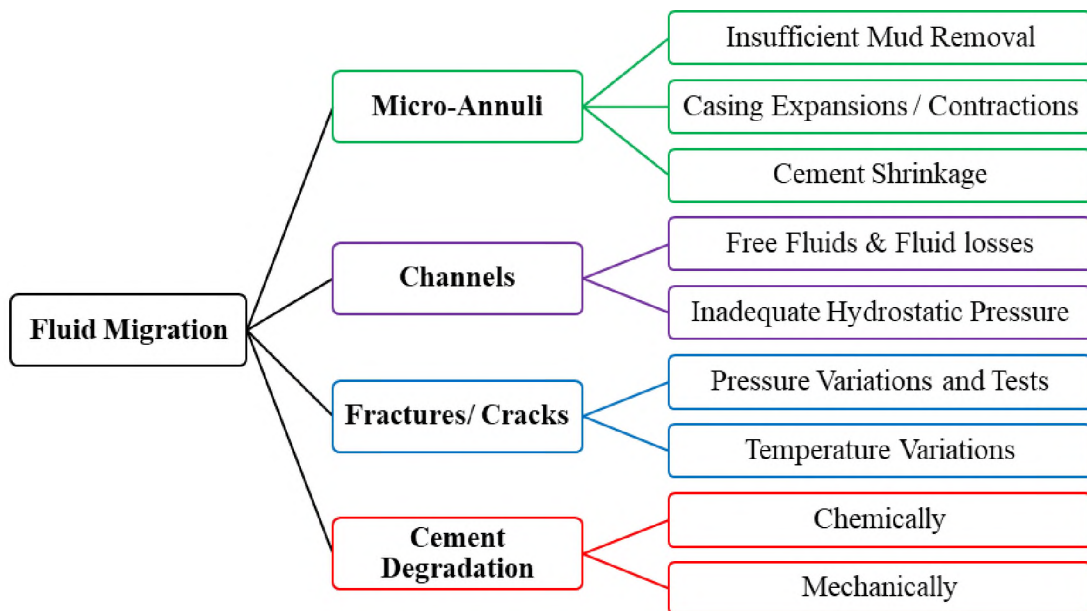 Fluid Migration
Micro-Annuli
Insufficient Mud Removal
Casing Expansions / Contractions
Cement Shrinkage
Channels
Free Fluids & Fluid losses
Inadequate Hydrostatic Pressure
Fractures/ Cracks
Pressure Variations and Tests
Temperature Variations
Cement
Degradation
Chemically
Mechanically